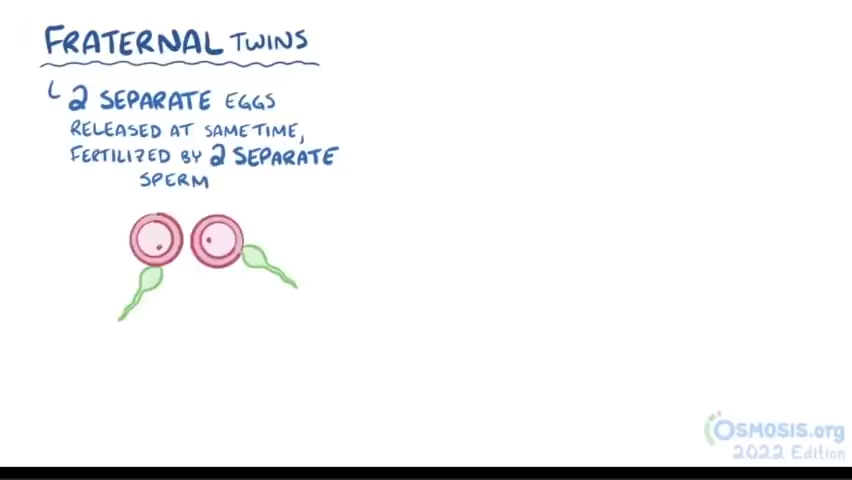 FRATERNAL TWINS
2 SEPARATE EGGS
RELEASED AT SAME TIME,
FERTILIZED BY 2 SEPARATE
SPERM
OSMOSIS.org
2022 Edition